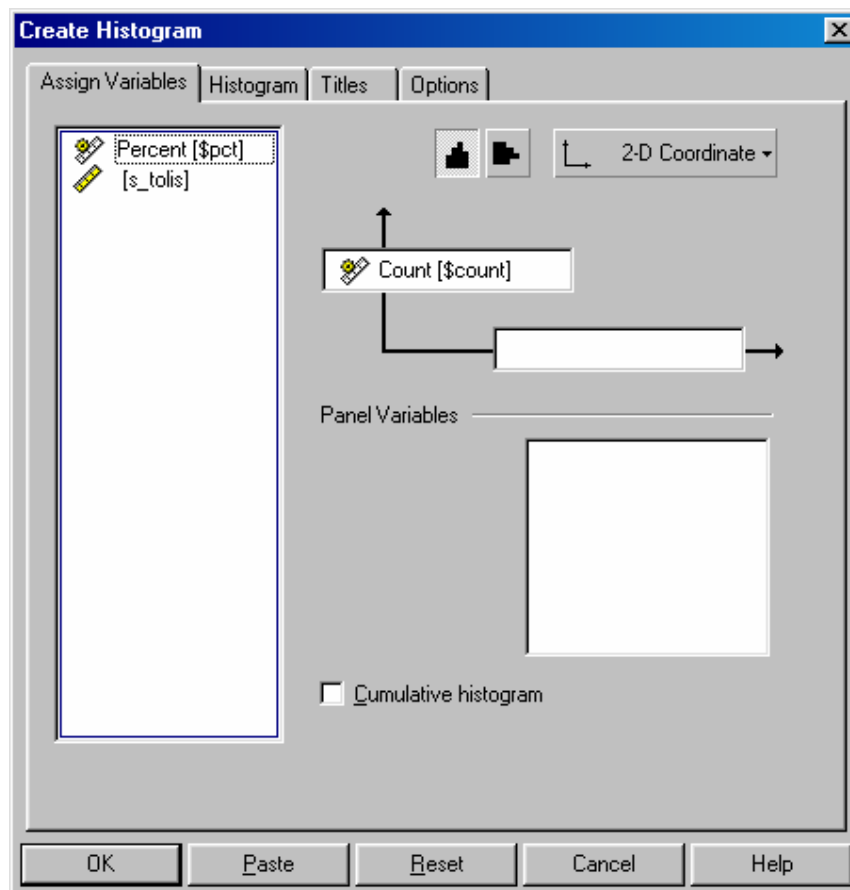 Create Histogram
Assign Variables Histogram Titles Options
Percent [$pct]
[s_tolis]
2-D Coordinate
Count [$count]
Panel Variables
Cumulative histogram
OK Paste Reset Cancel Help